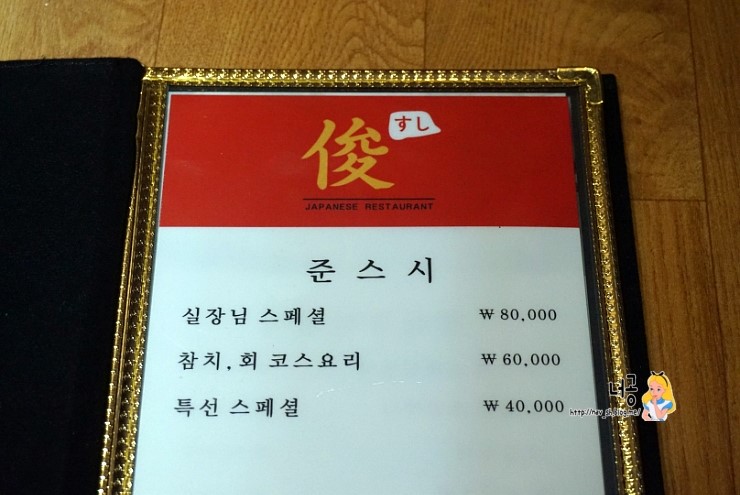 俊 すし
JAPANESE RESTAURANT
준스시
실장님 스페셜 ₩ 80,000
참치, 회 코스요리 ₩ 60,000
특선 스페셜 ₩ 40,000